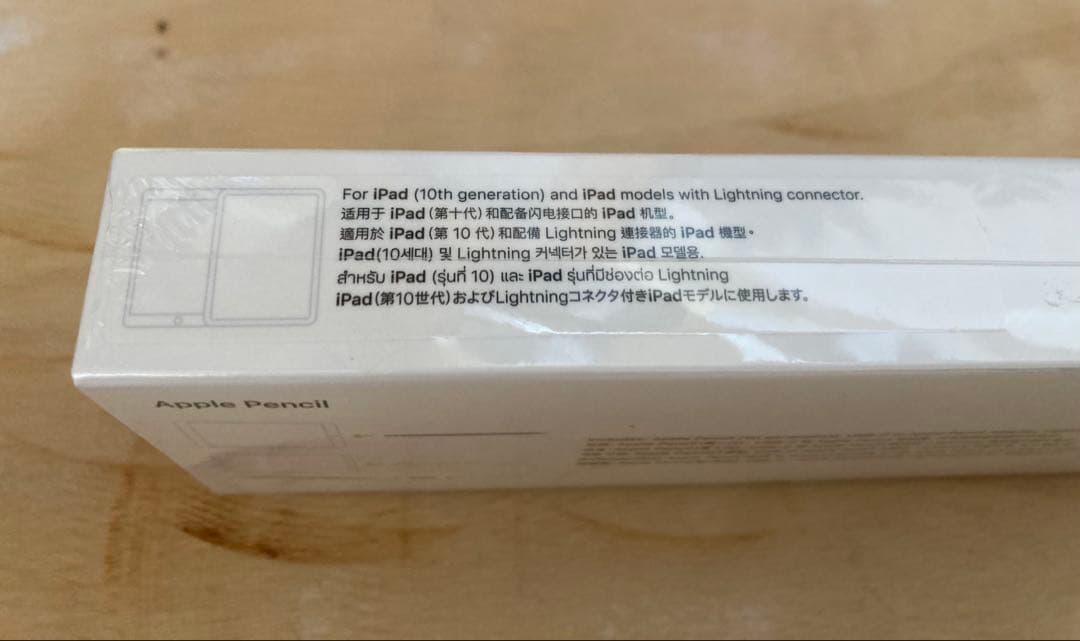 For iPad (10th generation) and iPad models with Lightning connector.
适用于 iPad（第十代）和配备闪电接口的 iPad 机型。
適用於 iPad（第 10 代）和配備 Lightning 連接器的 iPad 機型。
iPad(10세대) 및 Lightning 커넥터가 있는 iPad 모델용.
สำหรับ iPad (รุ่นที่ 10) และ iPad รุ่นที่มีช่องต่อ Lightning
iPad（第10世代）およびLightningコネクタ付きiPadモデルに使用します。
Apple Pencil